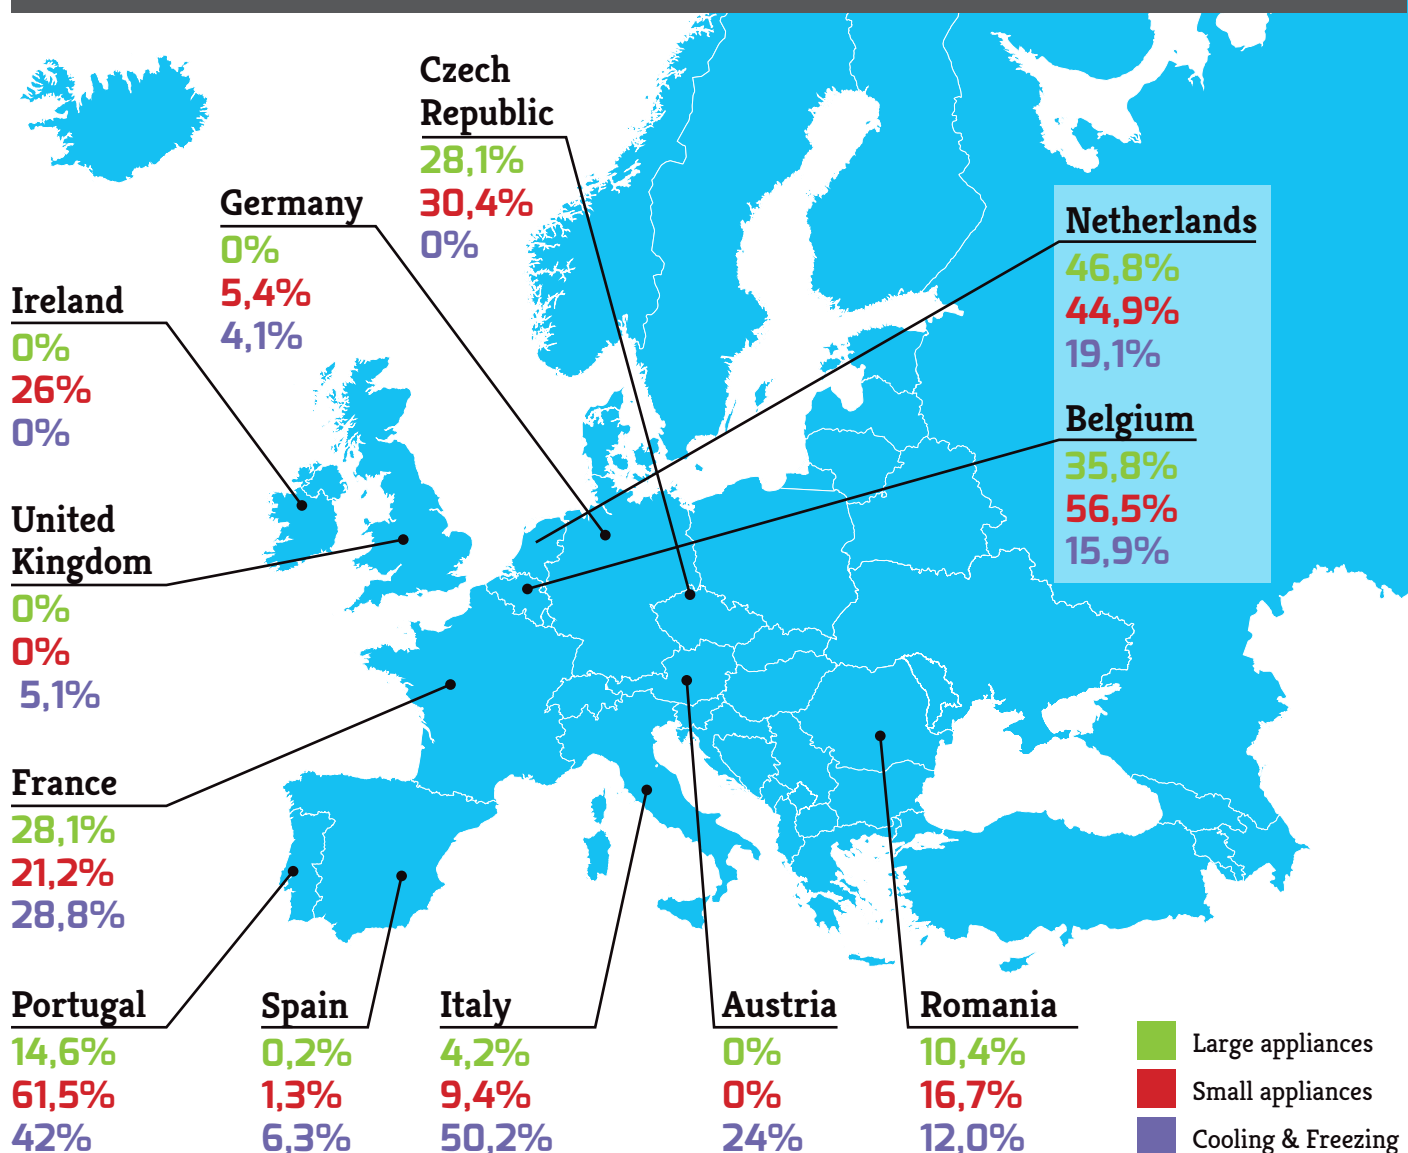 Czech
Republic
28,1%
30,4%
0%
Germany
0%
5,4%
4,1%
Netherlands
46,8%
44,9%
19,1%
Ireland
0%
26%
0%
Belgium
35,8%
56,5%
15,9%
United
Kingdom
0%
0%
5,1%
France
28,1%
21,2%
28,8%
Portugal
14,6%
61,5%
42%
Spain
0,2%
1,3%
6,3%
Italy
4,2%
9,4%
50,2%
Austria
0%
0%
24%
Romania
10,4%
16,7%
12,0%
Large appliances
Small appliances
Cooling & Freezing